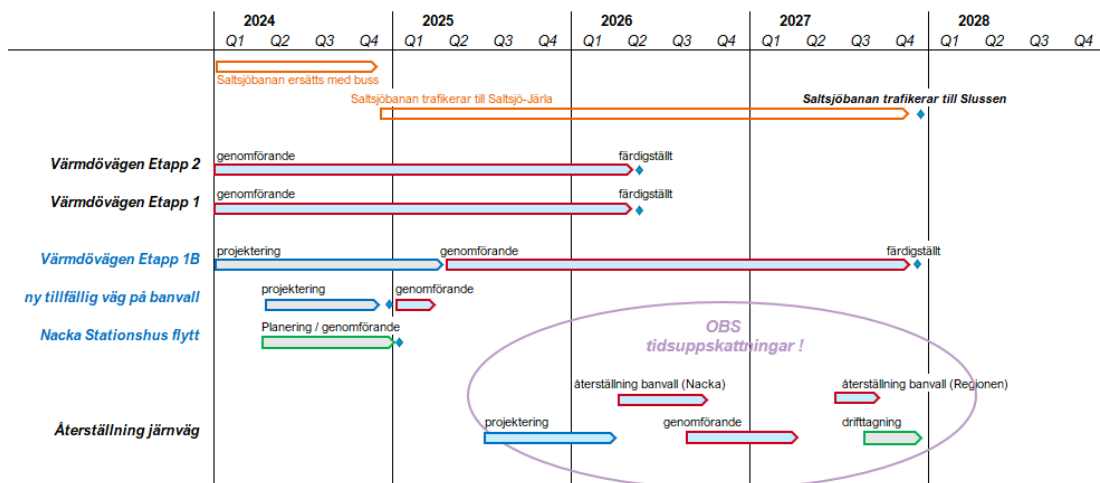 2024 2025 2026 2027 2028
Q1 Q2 Q3 Q4 Q1 Q2 Q3 Q4 Q1 Q2 Q3 Q4 Q1 Q2 Q3 Q4 Q1 Q2 Q3 Q4
Saltsjöbanan ersätts med buss
Saltsjöbanan trafikerar till Saltsjö-Järla Saltsjöbanan trafikerar till Slussen
genomförande färdigställt
Värmdövägen Etapp 2
genomförande färdigställt
Värmdövägen Etapp 1
projektering genomförande färdigställt
Värmdövägen Etapp 1B
projektering genomförande
ny tillfällig väg på banvall
Planering / genomförande
Nacka Stationshus flytt
OBS
tidsuppskattningar !
återställning banvall (Nacka) återställning banvall (Regionen)
projektering genomförande drifttagning
Återställning järnväg